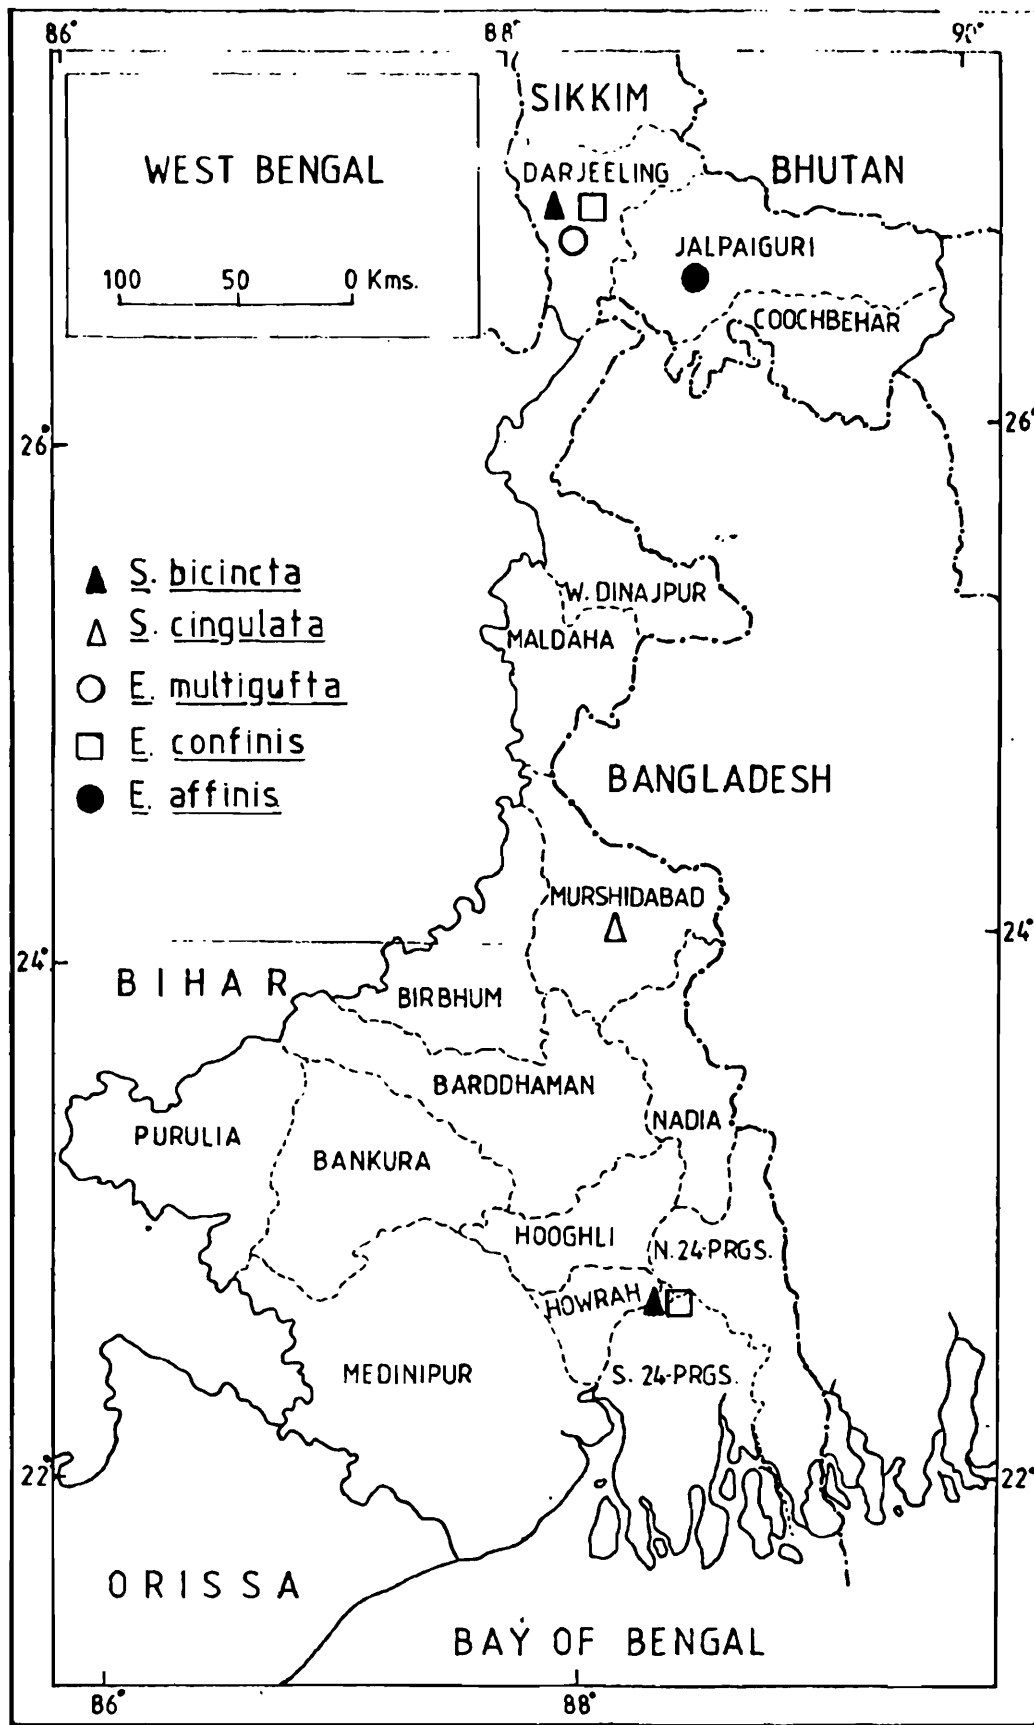 86° 88° 90°
SIKKIM
WEST BENGAL
DARJEELING
BHUTAN
JALPAIGURI
100 50 0 Kms.
COOCHBEHAR
26° 26°
S. bicincta
W. DINAJPUR
S. cingulata
MALDAHA
E. multigufta
E. confinis
BANGLADESH
E. affinis
MURSHIDABAD
24° 24°
BIHAR
BIRBHUM
BARDDHAMAN
NADIA
PURULIA
BANKURA
HOOGHLI
N. 24-PRGS.
HOWRAH
MEDINIPUR
S. 24-PRGS.
22° 22°
ORISSA
BAY OF BENGAL
86° 88°